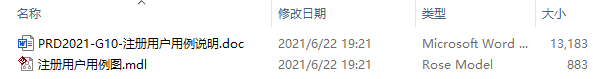 名称 修改日期 类型 大小
PRD2021-G10-注册用户用例说明.doc 2021/6/22 19:21 Microsoft Word ... 13,183
注册用户用例图.mdl 2021/6/22 19:21 Rose Model 883